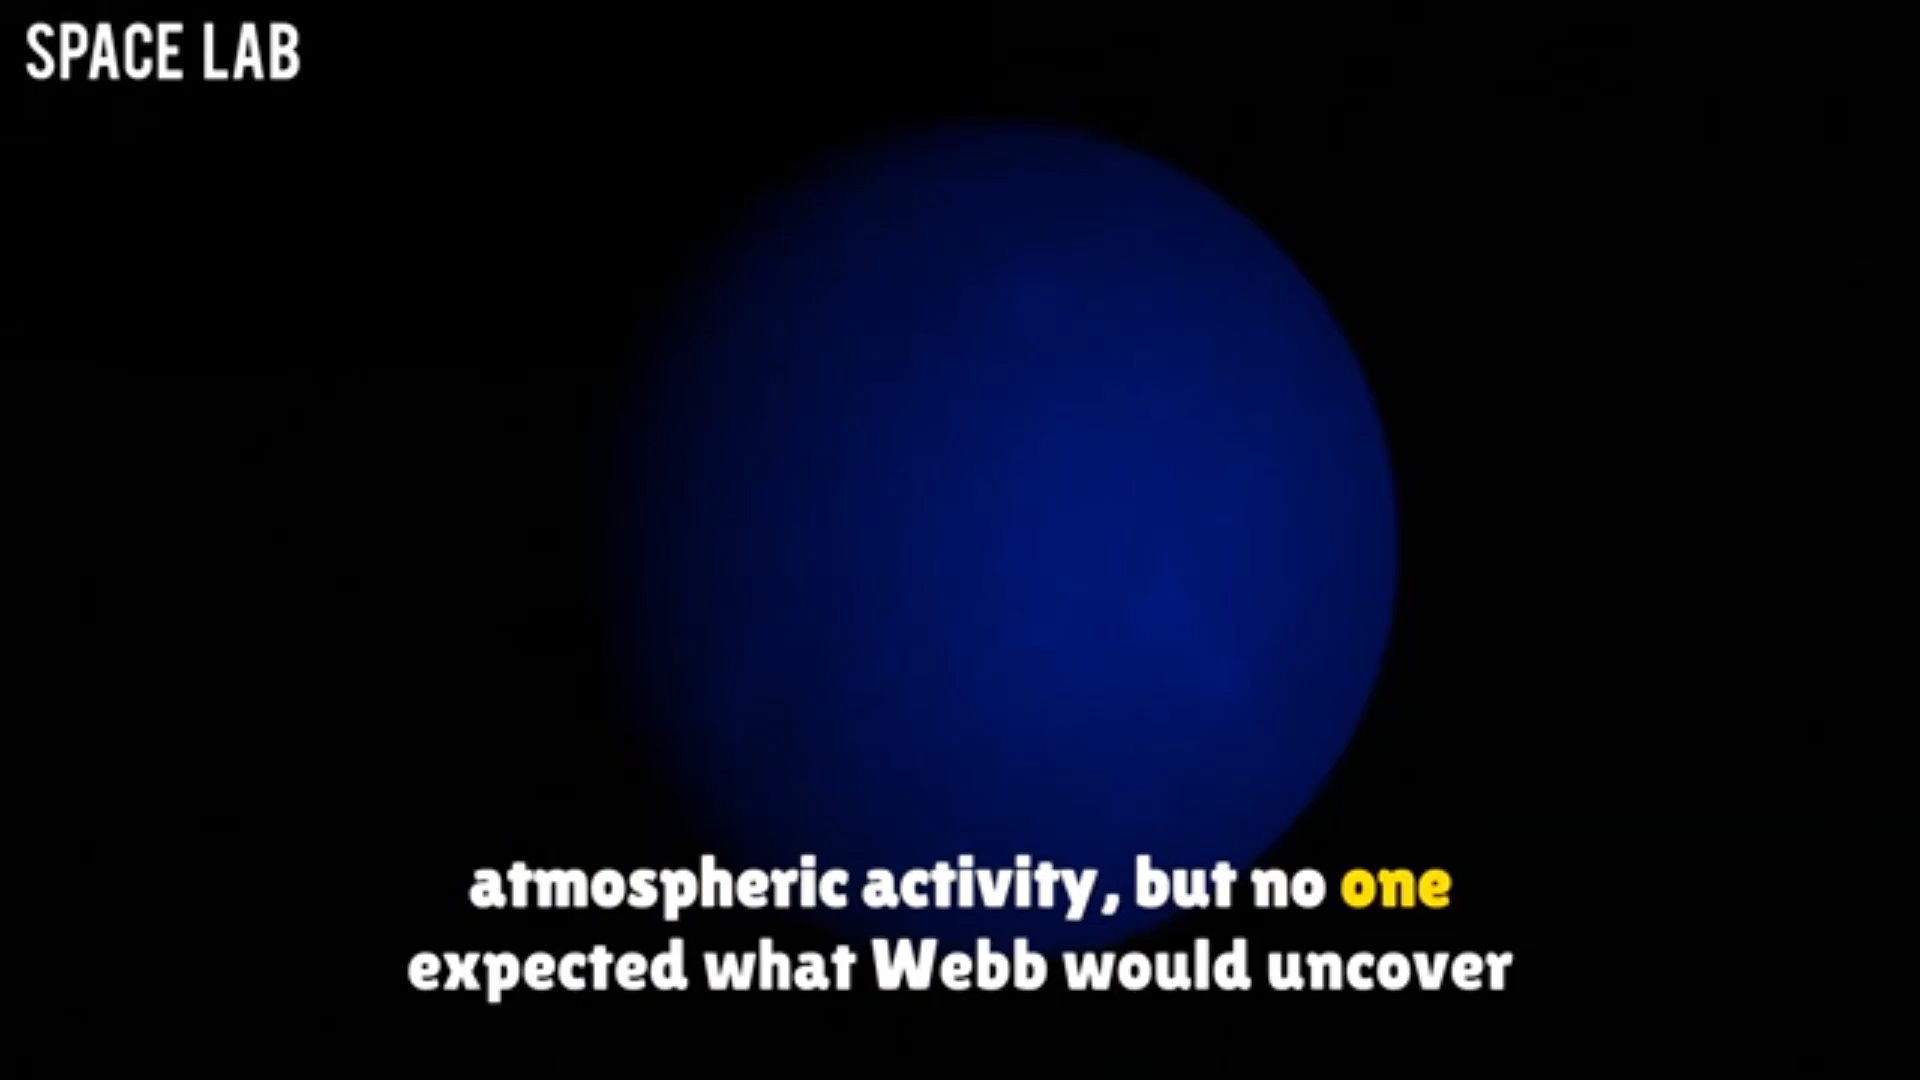 SPACE LAB
atmospheric activity, but no one
expected what Webb would uncover